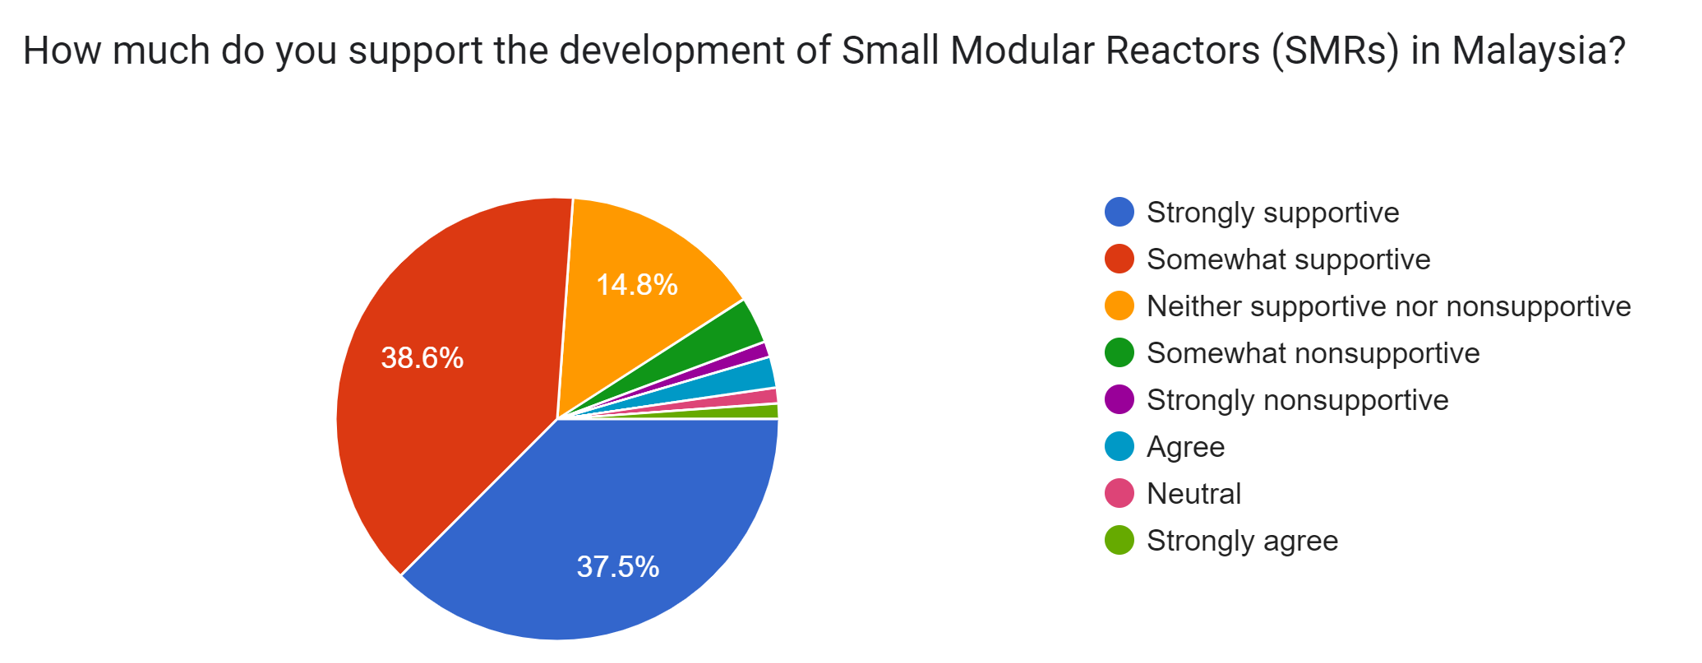 How much do you support the development of Small Modular Reactors (SMRs) in Malaysia?
Strongly supportive
Somewhat supportive
Neither supportive nor nonsupportive
Somewhat nonsupportive
Strongly nonsupportive
Agree
Neutral
Strongly agree
14.8%
38.6%
37.5%